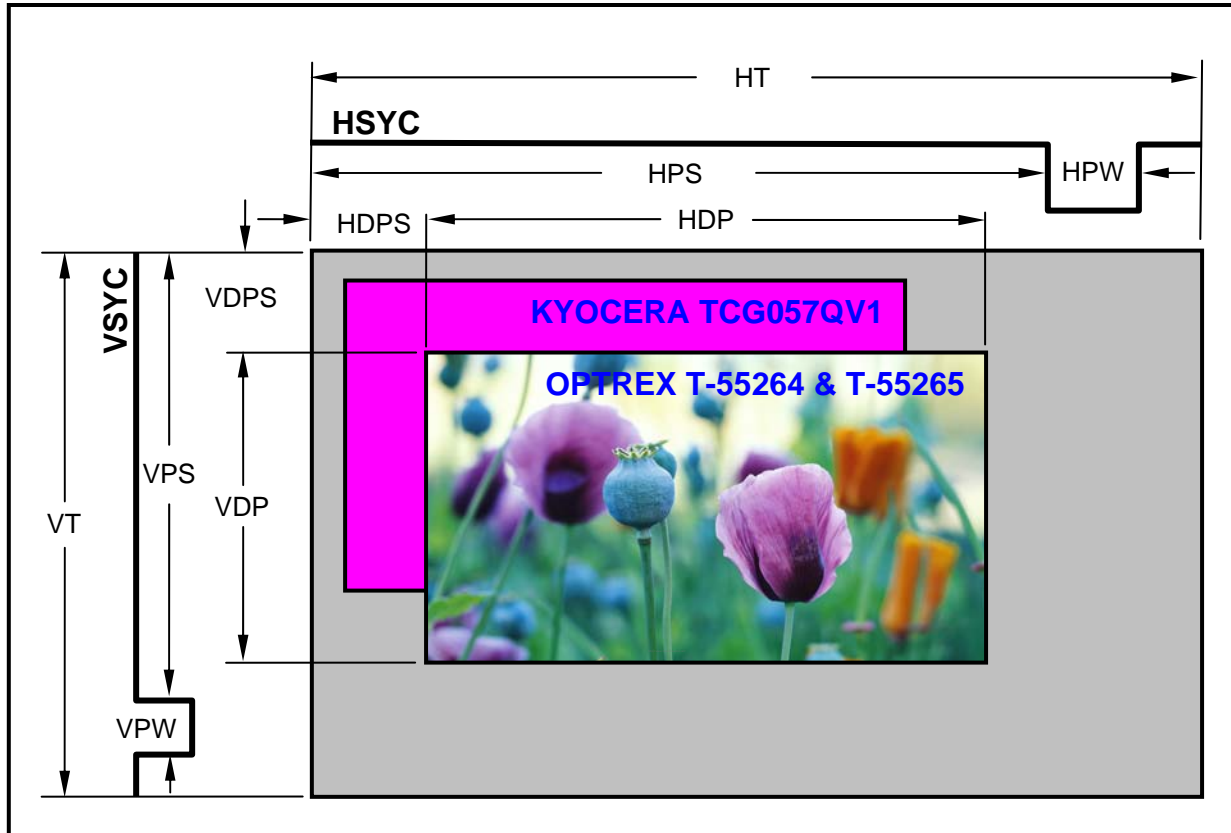 HT
HSYC
HPS
HPW
HDPS
HDP
VSYC
VDPS
KYOCERA TCG057QV1
OPTREX T-55264 & T-55265
VPS
VDP
VT
VPW